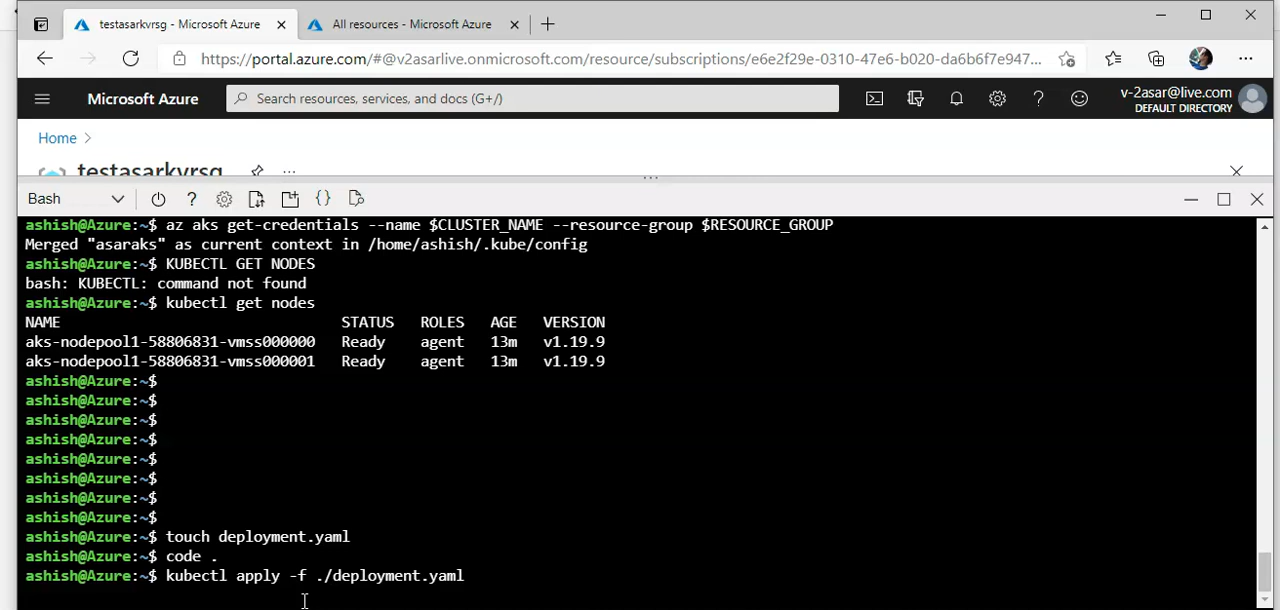 testasarkvrsg - Microsoft Azure
All resources - Microsoft Azure
https://portal.azure.com/#@v2asarlive.onmicrosoft.com/resource/subscriptions/e6e2f29e-0310-47e6-b020-da6b6f7e947...
Microsoft Azure
Search resources, services, and docs (G+/)
v-2asar@live.com
DEFAULT DIRECTORY
Home >
testasarkvrsg ...
Bash
ashish@Azure:~$ az aks get-credentials --name $CLUSTER_NAME --resource-group $RESOURCE_GROUP
Merged "asaraks" as current context in /home/ashish/.kube/config
ashish@Azure:~$ KUBECTL GET NODES
bash: KUBECTL: command not found
ashish@Azure:~$ kubectl get nodes
NAME STATUS ROLES AGE VERSION
aks-nodepool1-58806831-vmss000000 Ready agent 13m v1.19.9
aks-nodepool1-58806831-vmss000001 Ready agent 13m v1.19.9
ashish@Azure:~$
ashish@Azure:~$
ashish@Azure:~$
ashish@Azure:~$
ashish@Azure:~$
ashish@Azure:~$
ashish@Azure:~$
ashish@Azure:~$
ashish@Azure:~$ touch deployment.yaml
ashish@Azure:~$ code .
ashish@Azure:~$ kubectl apply -f ./deployment.yaml